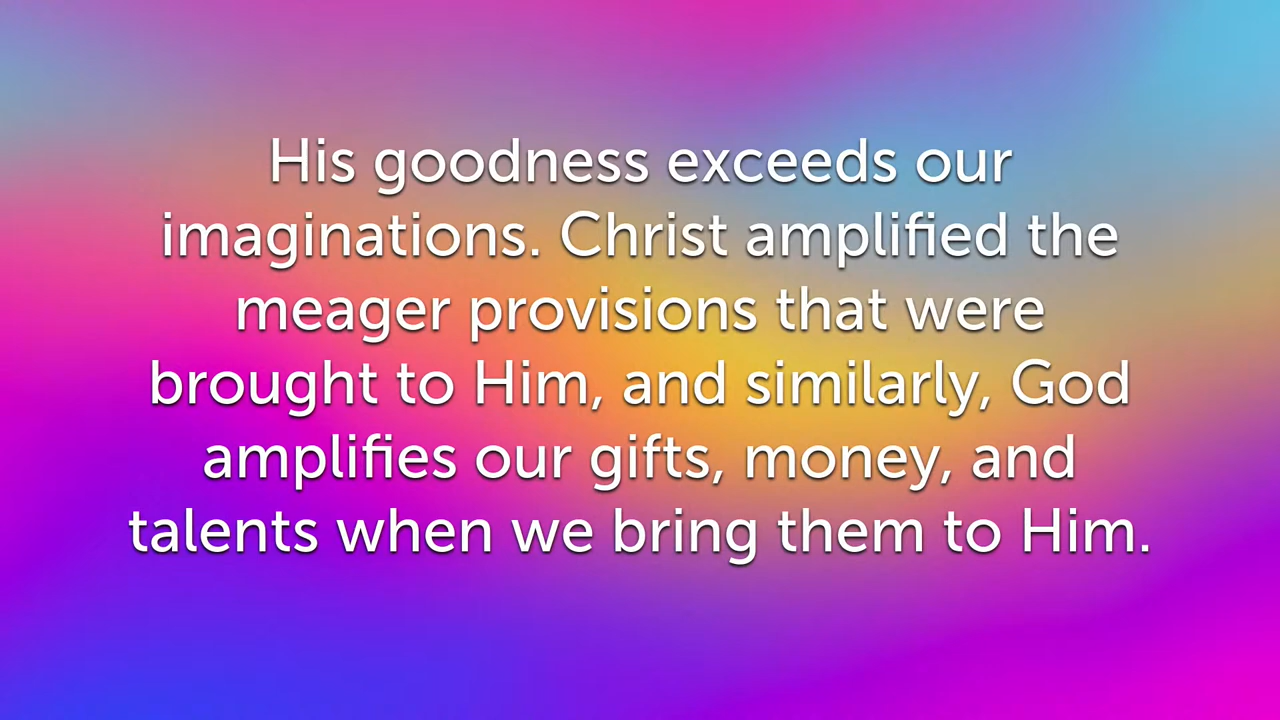 His goodness exceeds our
imaginations. Christ amplified the
meager provisions that were
brought to Him, and similarly, God
amplifies our gifts, money, and
talents when we bring them to Him.